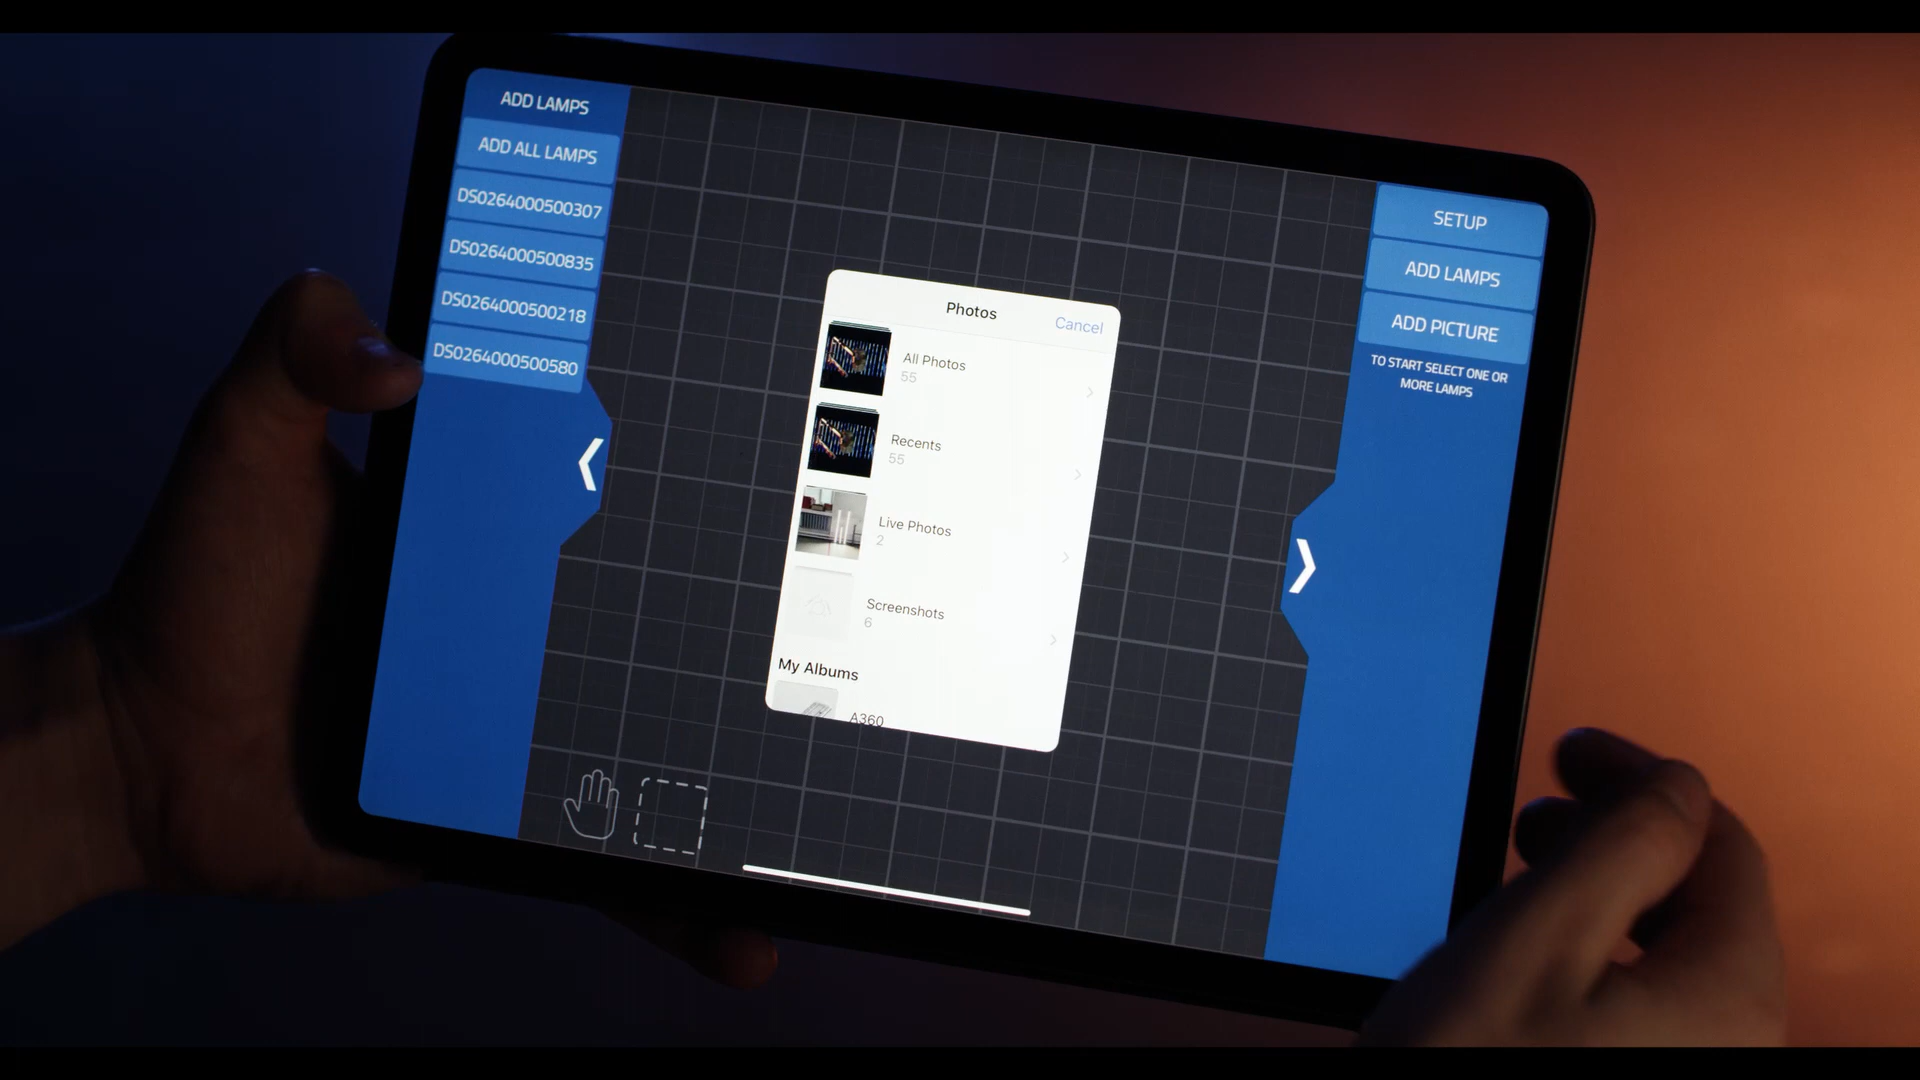 ADD LAMPS
ADD ALL LAMPS
DS0264000500307
DS0264000500835
DS0264000500218
DS0264000500580
Photos
Cancel
All Photos
55
Recents
55
Live Photos
2
Screenshots
6
My Albums
A360
SETUP
ADD LAMPS
ADD PICTURE
TO START SELECT ONE OR
MORE LAMPS